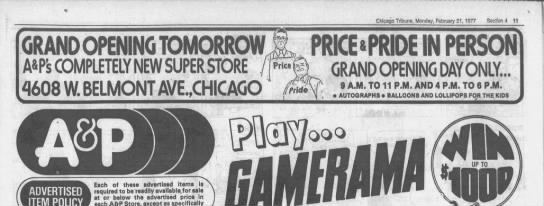 Chicago Tribune, Monday, February 21, 1977 Section 4 11
GRAND OPENING TOMORROW
A&P's COMPLETELY NEW SUPER STORE
4608 W. BELMONT AVE., CHICAGO
Price
Pride
PRICE & PRIDE IN PERSON
GRAND OPENING DAY ONLY...
9 A.M. TO 11 P.M. AND 4 P.M. TO 6 P.M.
• AUTOGRAPHS • BALLOONS AND LOLLIPOPS FOR THE KIDS
A&P
Play...
GAMERAMA
WIN
UP TO
$1000
ADVERTISED
ITEM POLICY
Each of these advertised items is
required to be readily available for sale
at or below the advertised price in
each A&P Store, except as specifically